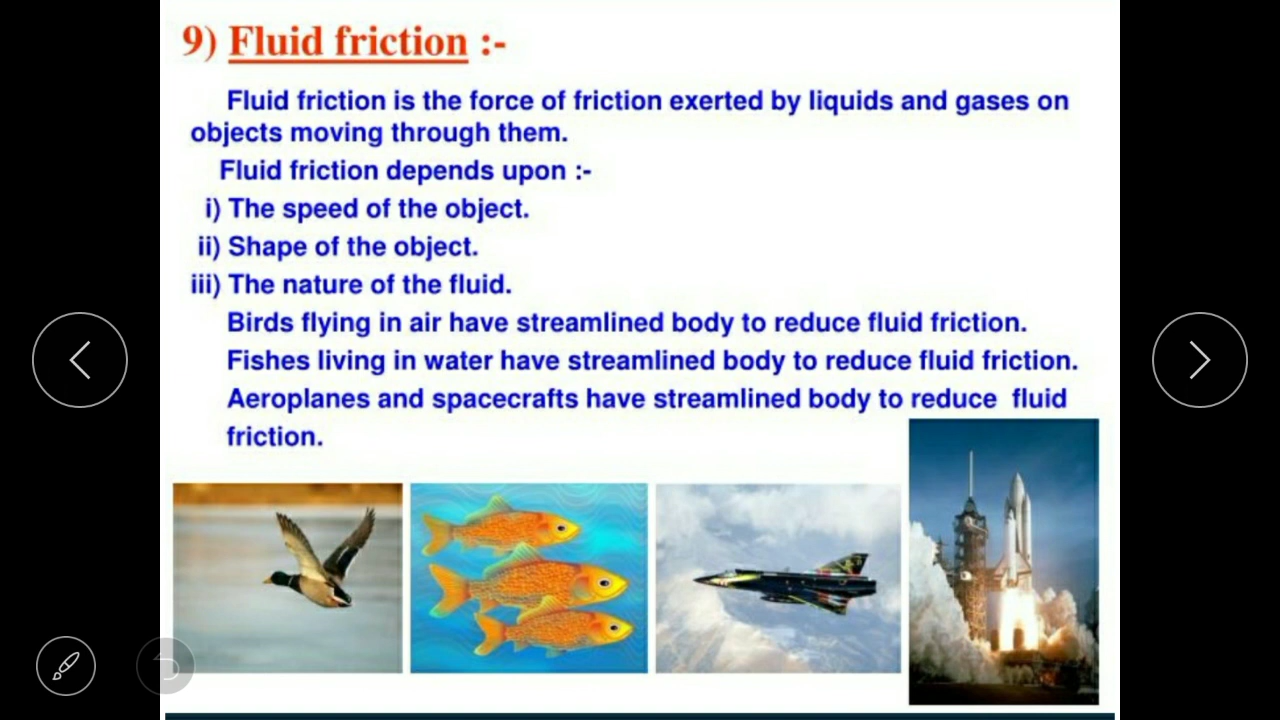 9) Fluid friction :-
Fluid friction is the force of friction exerted by liquids and gases on
objects moving through them.
Fluid friction depends upon :-
i) The speed of the object.
ii) Shape of the object.
iii) The nature of the fluid.
Birds flying in air have streamlined body to reduce fluid friction.
Fishes living in water have streamlined body to reduce fluid friction.
Aeroplanes and spacecrafts have streamlined body to reduce fluid
friction.